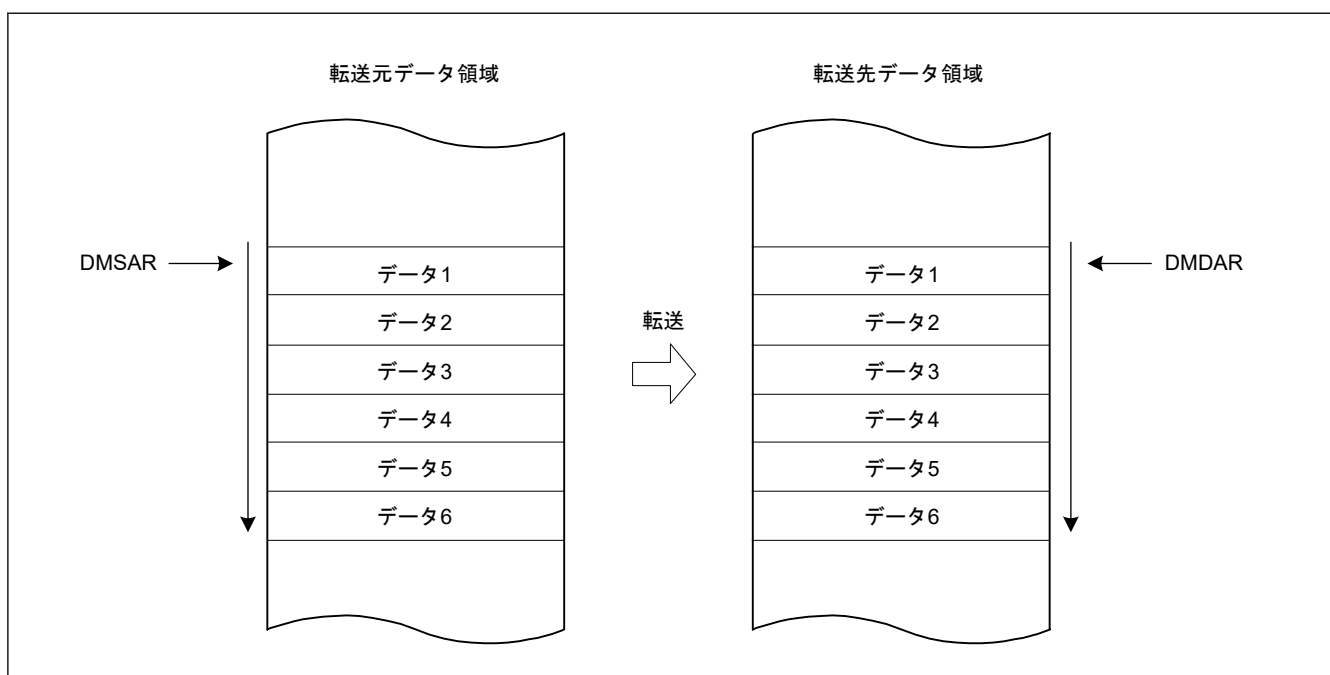 転送元データ領域
転送先データ領域
DMSAR
DMDAR
データ1
データ2
データ3
データ4
データ5
データ6
転送
データ1
データ2
データ3
データ4
データ5
データ6